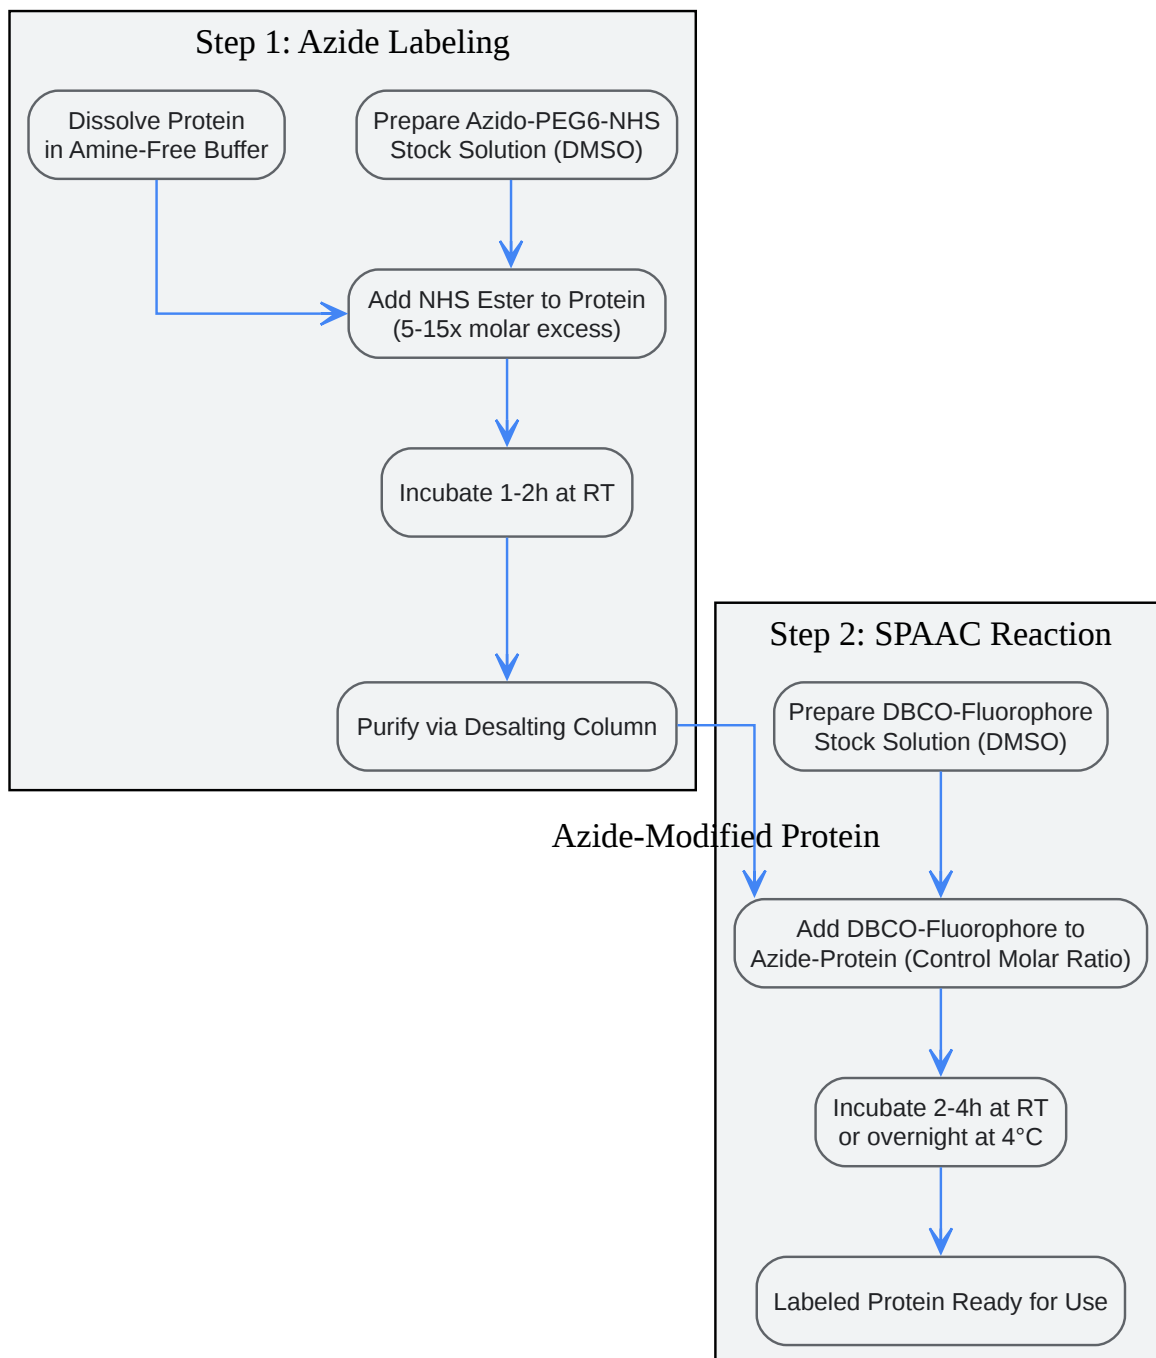 Step 1: Azide Labeling
Dissolve Protein
in Amine-Free Buffer
Prepare Azido-PEG6-NHS
Stock Solution (DMSO)
Add NHS Ester to Protein
(5-15x molar excess)
Incubate 1-2h at RT
Purify via Desalting Column
Step 2: SPAAC Reaction
Prepare DBCO-Fluorophore
Stock Solution (DMSO)
Azide-Modified Protein
Add DBCO-Fluorophore to
Azide-Protein (Control Molar Ratio)
Incubate 2-4h at RT
or overnight at 4°C
Labeled Protein Ready for Use